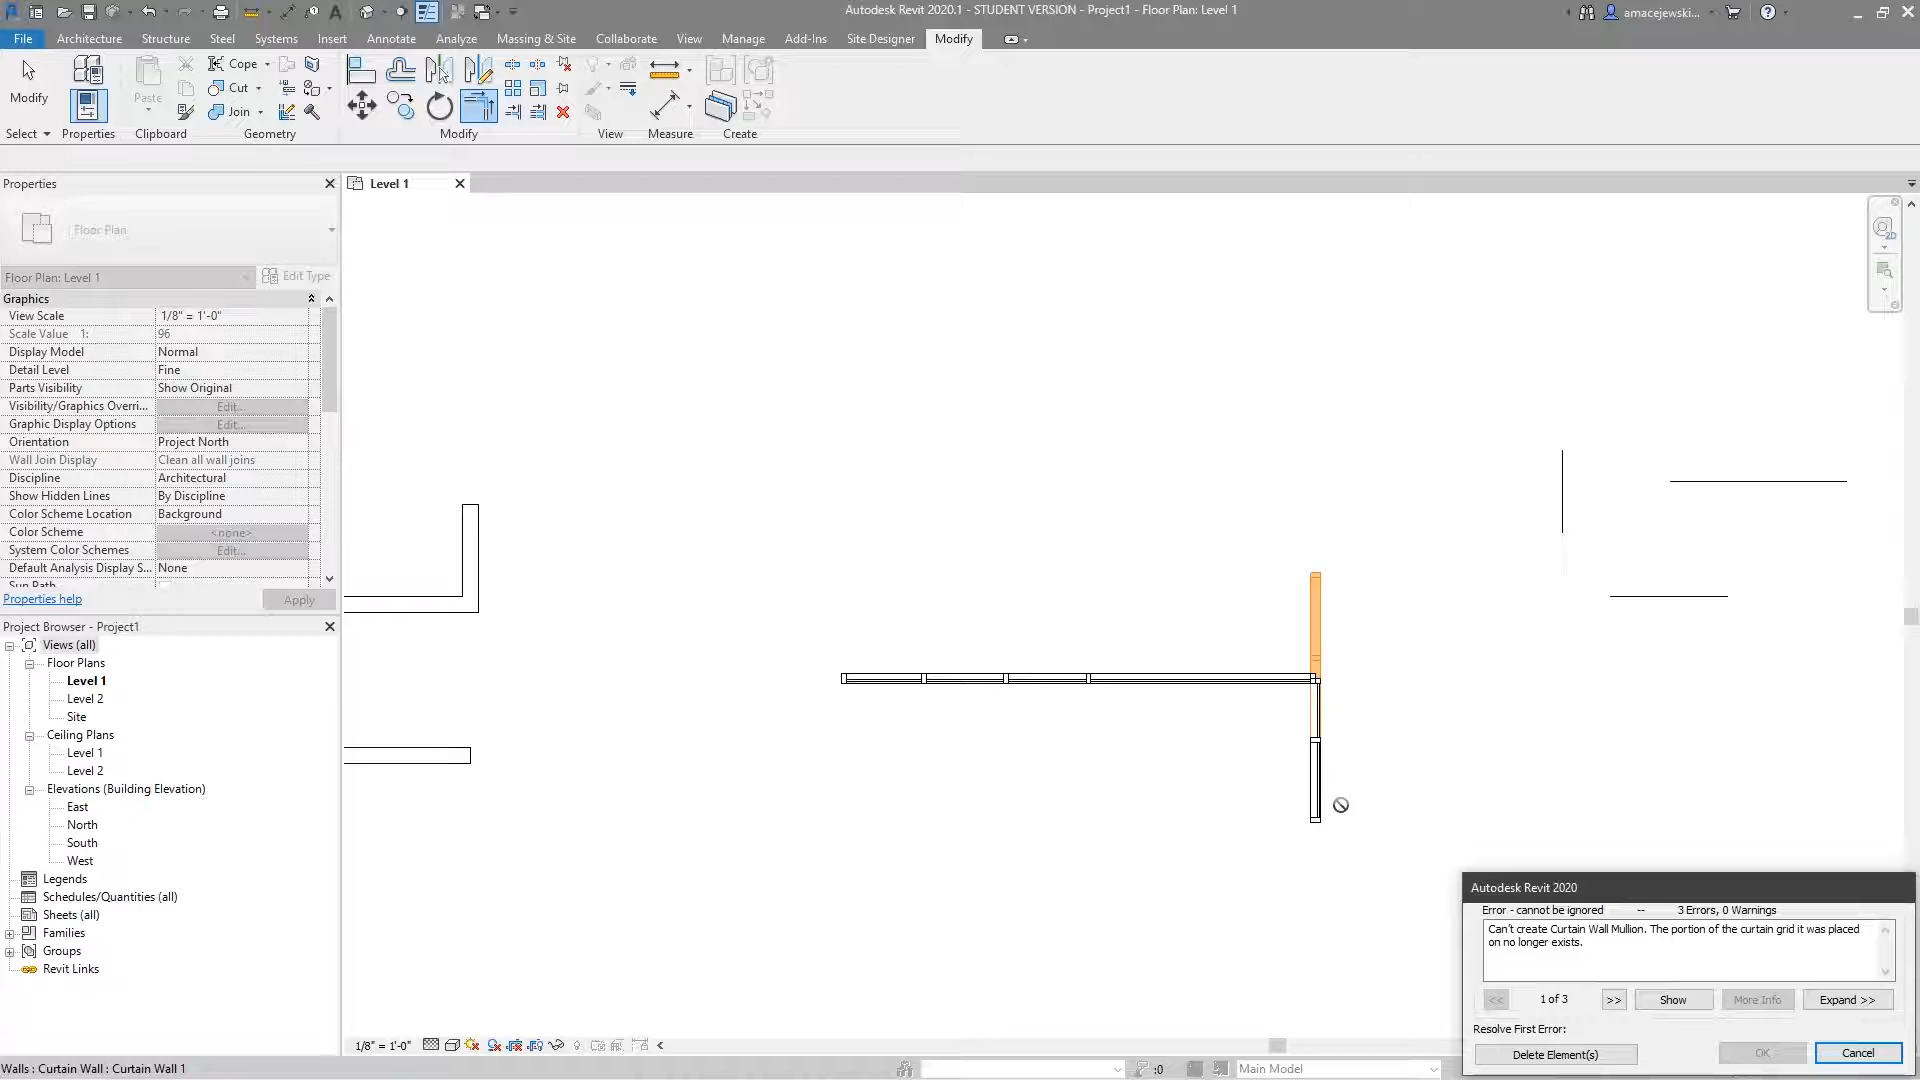 Autodesk Revit 2020.1 - STUDENT VERSION - Project1 - Floor Plan: Level 1
amacejewski...
File Architecture Structure Steel Systems Insert Annotate Analyze Massing & Site Collaborate View Manage Add-Ins Site Designer Modify
Modify
Paste
Cope
Cut
Join
Select
Properties
Clipboard
Geometry
Modify
View
Measure
Create
Properties
Level 1
Floor Plan
Floor Plan: Level 1
Edit Type
Graphics
View Scale 1/8" = 1'-0"
Scale Value 1: 96
Display Model Normal
Detail Level Fine
Parts Visibility Show Original
Visibility/Graphics Overri... Edit...
Graphic Display Options Edit...
Orientation Project North
Wall Join Display Clean all wall joins
Discipline Architectural
Show Hidden Lines By Discipline
Color Scheme Location Background
Color Scheme <none>
System Color Schemes Edit...
Default Analysis Display S... None
Sun Path
Properties help
Apply
Project Browser - Project1
Views (all)
Floor Plans
Level 1
Level 2
Site
Ceiling Plans
Level 1
Level 2
Elevations (Building Elevation)
East
North
South
West
Legends
Schedules/Quantities (all)
Sheets (all)
Families
Groups
Revit Links
2D
Autodesk Revit 2020
Error - cannot be ignored -- 3 Errors, 0 Warnings
Can't create Curtain Wall Mullion. The portion of the curtain grid it was placed
on no longer exists.
<< 1 of 3 >> Show More Info Expand >>
Resolve First Error:
Delete Element(s) OK Cancel
1/8" = 1'-0"
Walls : Curtain Wall : Curtain Wall 1
:0
Main Model